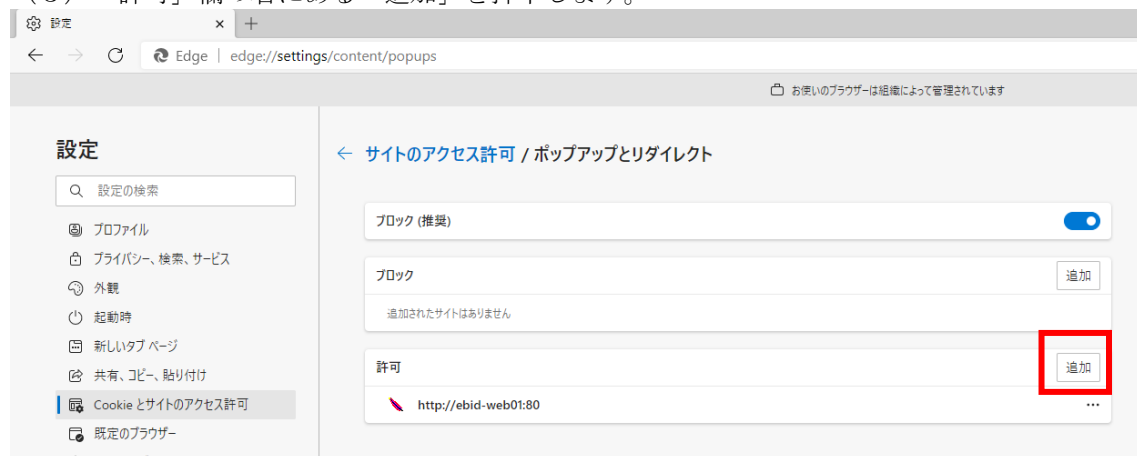 設定
Edge | edge://settings/content/popups
お使いのブラウザーは組織によって管理されています
設定
設定の検索
プロファイル
プライバシー、検索、サービス
外観
起動時
新しいタブ ページ
共有、コピー、貼り付け
Cookie とサイトのアクセス許可
既定のブラウザー
サイトのアクセス許可 / ポップアップとリダイレクト
ブロック (推奨)
ブロック
追加
追加されたサイトはありません
許可
追加
http://ebid-web01:80